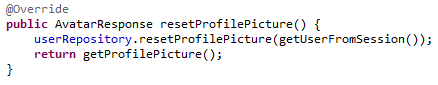 @Override
public AvatarResponse resetProfilePicture() {
    userRepository.resetProfilePicture(getUserFromSession());
    return getProfilePicture();
}